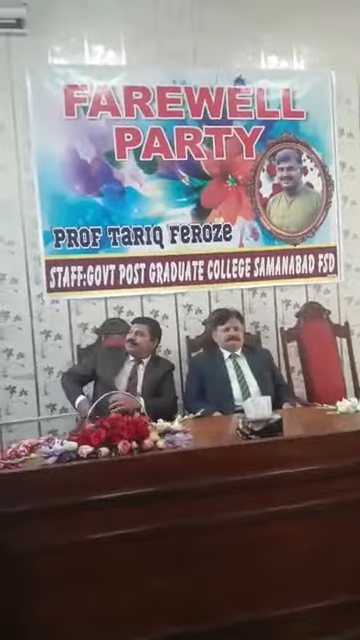 FAREWELL
PARTY
PROF TARIQ FEROZE
STAFF:GOVT POST GRADUATE COLLEGE SAMANABAD FSD